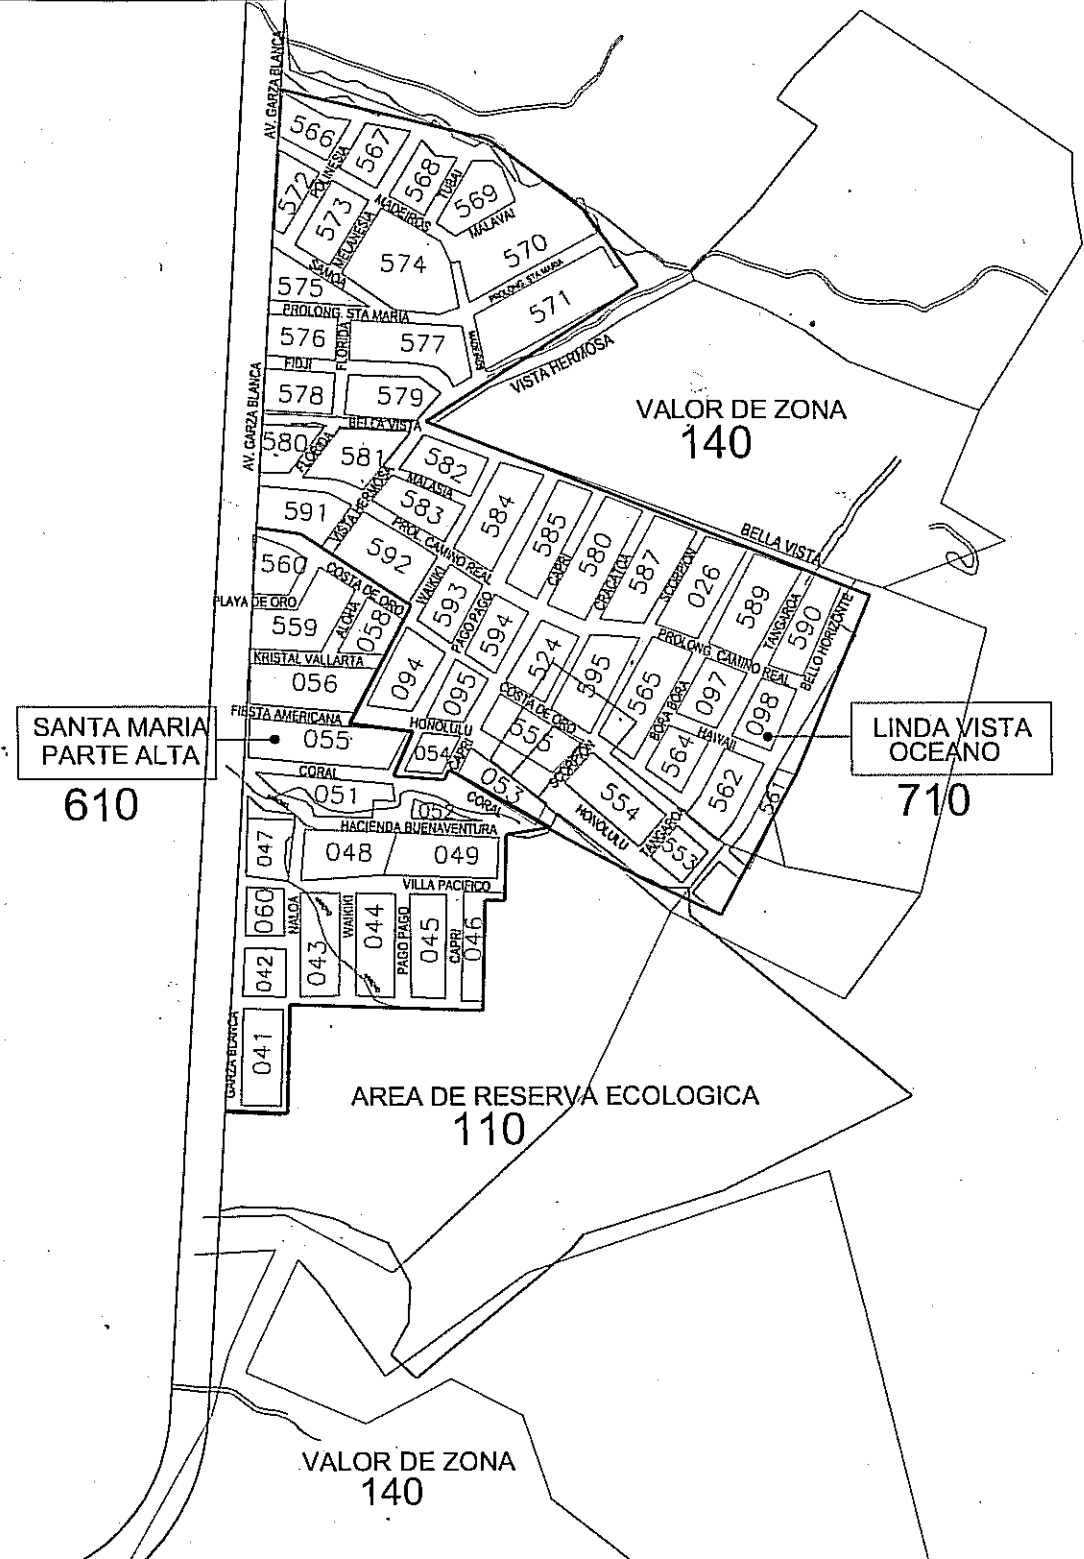 AV. GARZA BLANCA
566
567
568
TUBAI
569
POLINESIA
572
573
MELANESIA
MADEIROS
MALAVAI
574
570
SAMOA
575
PROLONG. STA MARIA
571
PROLONG. STA MARIA
576
FLORIDA
577
FIDJI
VISTA HERMOSA
578
579
AV. GARZA BLANCA
BELLA VISTA
VALOR DE ZONA
140
580
FLORIDA
581
582
MALASIA
583
584
591
VISTA HERMOSA
592
PROL. CAMINO REAL
585
CAPRI
580
CRACATOA
587
SCORPION
026
BELLA VISTA
589
TANGAROA
590
BELLO HORIZONTE
560
COSTA DE ORO
WAIKIKI
593
PAGO PAGO
594
PLAYA DE ORO
559
ALOHA
058
524
595
PROLONG. CAMINO REAL
KRISTAL VALLARTA
056
094
095
COSTA DE ORO
565
BORA BORA
097
098
FIESTA AMERICANA
055
HONOLULU
054
CAPRI
555
SCORPION
564
HAWAII
SANTA MARIA
PARTE ALTA
610
LINDA VISTA
OCEANO
710
CORAL
051
052
053
CORAL
554
HONOLULU
TANGAROA
553
562
561
HACIENDA BUENAVENTURA
047
048
049
VILLA PACIFICO
060
NALOA
043
WAIKIKI
044
PAGO PAGO
045
CAPRI
046
042
GARZA BLANCA
041
AREA DE RESERVA ECOLOGICA
110
VALOR DE ZONA
140